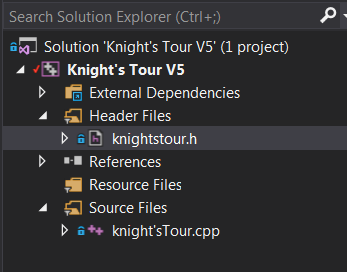 Search Solution Explorer (Ctrl+;)
Solution 'Knight's Tour V5' (1 project)
Knight's Tour V5
External Dependencies
Header Files
knightstour.h
References
Resource Files
Source Files
knight'sTour.cpp